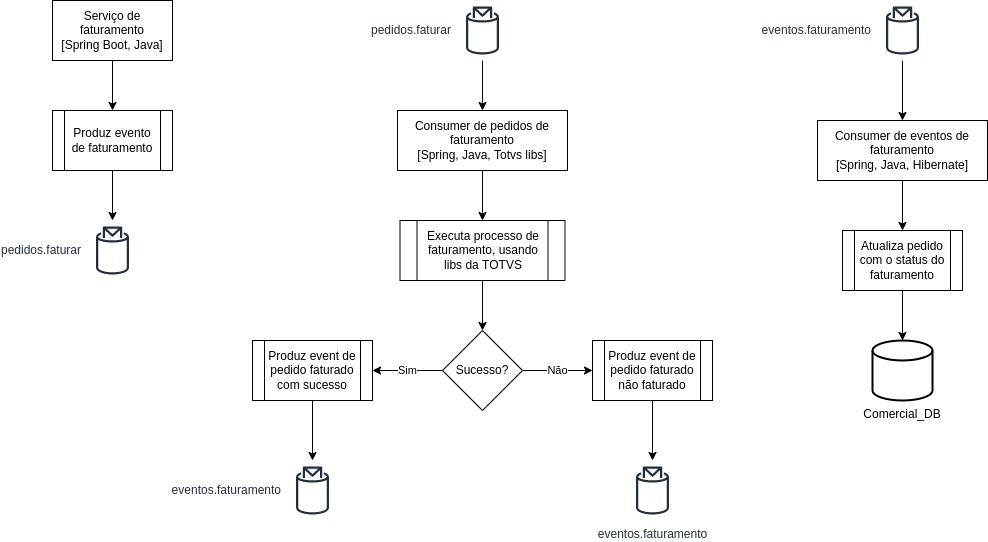 Serviço de
faturamento
[Spring Boot, Java]
Produz evento
de faturamento
pedidos.faturar
pedidos.faturar
Consumer de pedidos de
faturamento
[Spring, Java, Totvs libs]
Executa processo de
faturamento, usando
libs da TOTVS
Sucesso?
Sim
Não
Produz event de
pedido faturado
com sucesso
eventos.faturamento
Produz event de
pedido faturado
não faturado
eventos.faturamento
eventos.faturamento
Consumer de eventos de
faturamento
[Spring, Java, Hibernate]
Atualiza pedido
com o status do
faturamento
Comercial_DB